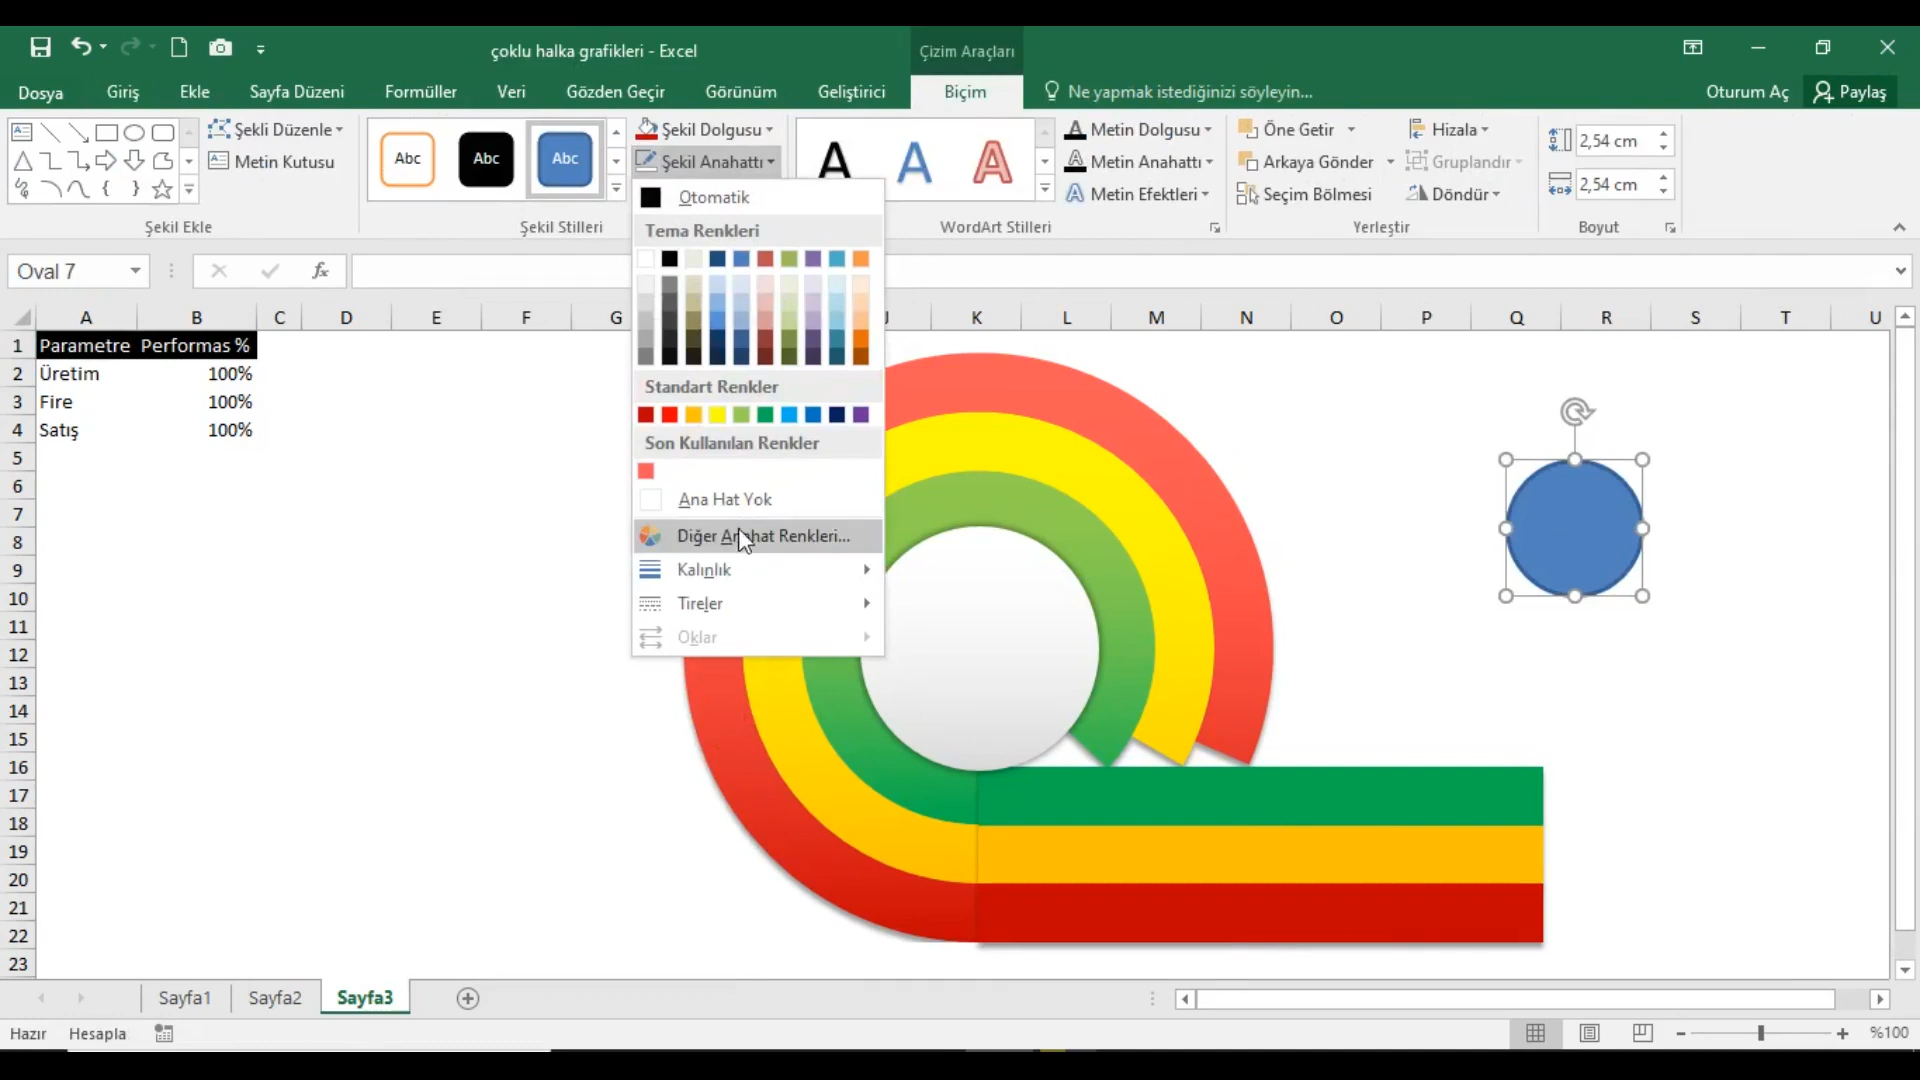 çoklu halka grafikleri - Excel
Çizim Araçları
Dosya Giriş Ekle Sayfa Düzeni Formüller Veri Gözden Geçir Görünüm Geliştirici Biçim Ne yapmak istediğinizi söyleyin... Oturum Aç Paylaş
Şekli Düzenle
Metin Kutusu
Şekil Ekle
Abc Abc Abc
Şekil Dolgusu
Şekil Anahattı
Şekil Stilleri
A A A
Metin Dolgusu
Metin Anahattı
Metin Efektleri
WordArt Stilleri
Öne Getir
Arkaya Gönder
Seçim Bölmesi
Hizala
Gruplandır
Döndür
Yerleştir
2,54 cm
2,54 cm
Boyut
Otomatik
Tema Renkleri
Standart Renkler
Son Kullanılan Renkler
Ana Hat Yok
Diğer Anahat Renkleri...
Kalınlık
Tireler
Oklar
Oval 7
fx
A B C D E F G J K L M N O P Q R S T U
1 Parametre Performas %
2 Üretim 100%
3 Fire 100%
4 Satış 100%
5
6
7
8
9
10
11
12
13
14
15
16
17
18
19
20
21
22
23
Sayfa1 Sayfa2 Sayfa3
Hazır Hesapla
%100